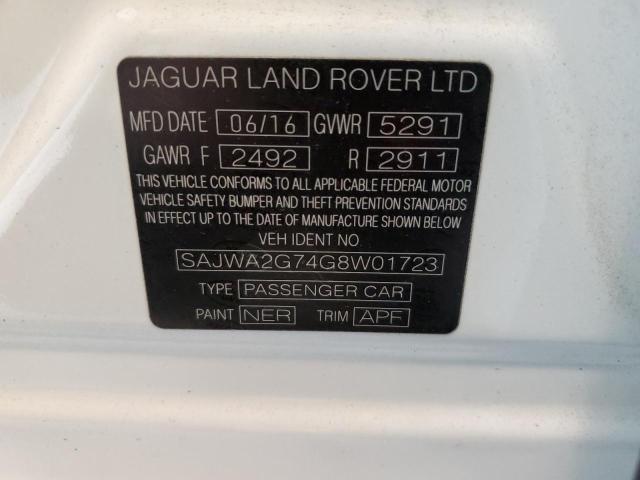 JAGUAR LAND ROVER LTD
MFD DATE 06/16 GVWR 5291
GAWR F 2492 R 2911
THIS VEHICLE CONFORMS TO ALL APPLICABLE FEDERAL MOTOR
VEHICLE SAFETY BUMPER AND THEFT PREVENTION STANDARDS
IN EFFECT UP TO THE DATE OF MANUFACTURE SHOWN BELOW
VEH IDENT NO
SAJWA2G74G8W01723
TYPE PASSENGER CAR
PAINT NER TRIM APF